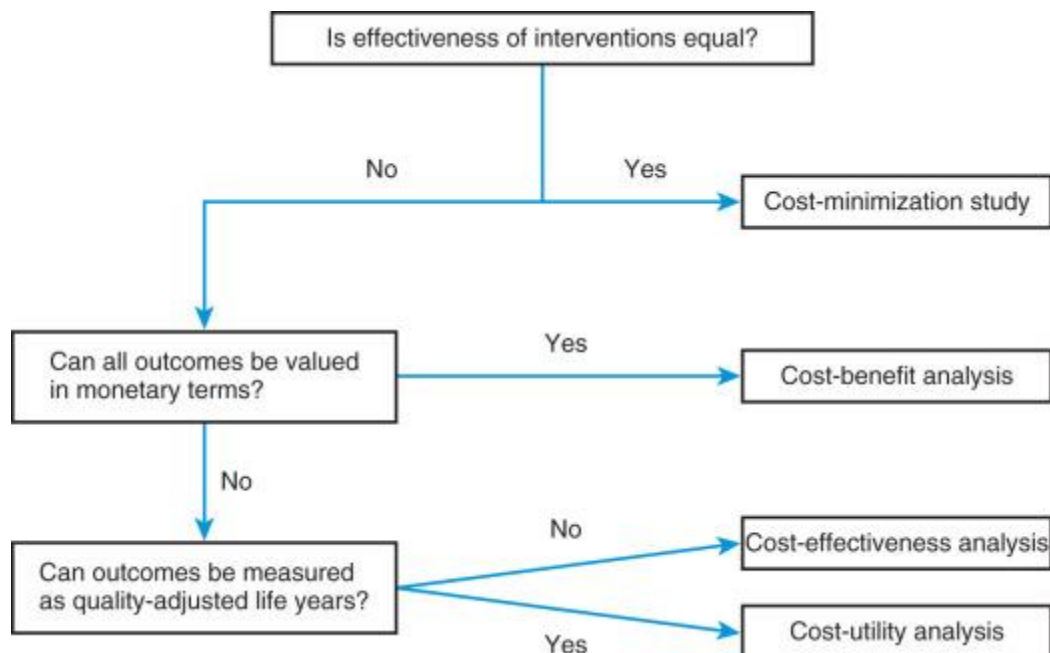 Is effectiveness of interventions equal?
No
Yes
Cost-minimization study
Can all outcomes be valued
in monetary terms?
Yes
Cost-benefit analysis
No
Can outcomes be measured
as quality-adjusted life years?
No
Cost-effectiveness analysis
Yes
Cost-utility analysis